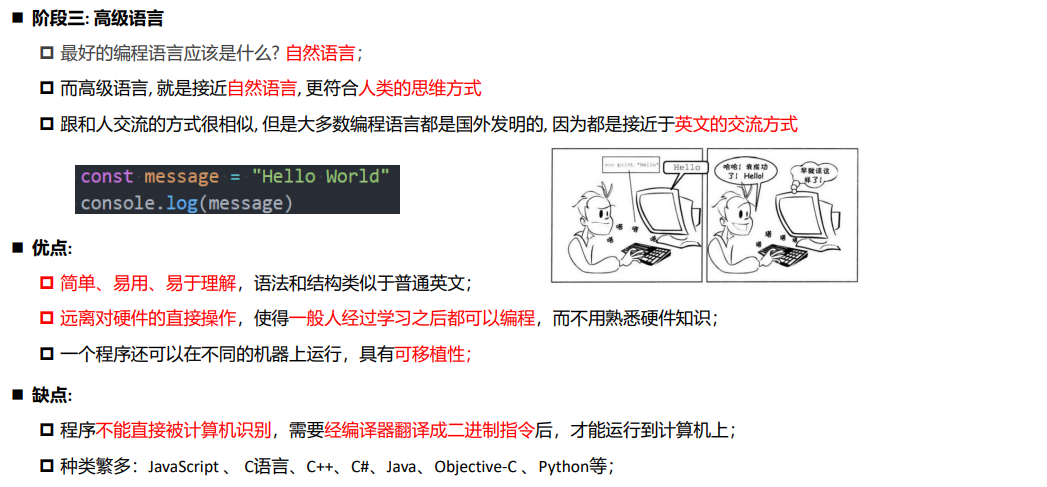 阶段三: 高级语言
最好的编程语言应该是什么? 自然语言;
而高级语言, 就是接近自然语言, 更符合人类的思维方式
跟和人交流的方式很相似, 但是大多数编程语言都是国外发明的, 因为都是接近于英文的交流方式
const message = "Hello World"
console.log(message)
>>> print "Hello"
Hello
嗒 嗒 嗒
哈哈！我成功
了！Hello!
早就该这
样了！
嗒 嗒 嗒
优点:
简单、易用、易于理解，语法和结构类似于普通英文；
远离对硬件的直接操作，使得一般人经过学习之后都可以编程，而不用熟悉硬件知识；
一个程序还可以在不同的机器上运行，具有可移植性；
缺点:
程序不能直接被计算机识别，需要经编译器翻译成二进制指令后，才能运行到计算机上；
种类繁多：JavaScript 、 C语言、C++、C#、Java、Objective-C 、Python等；